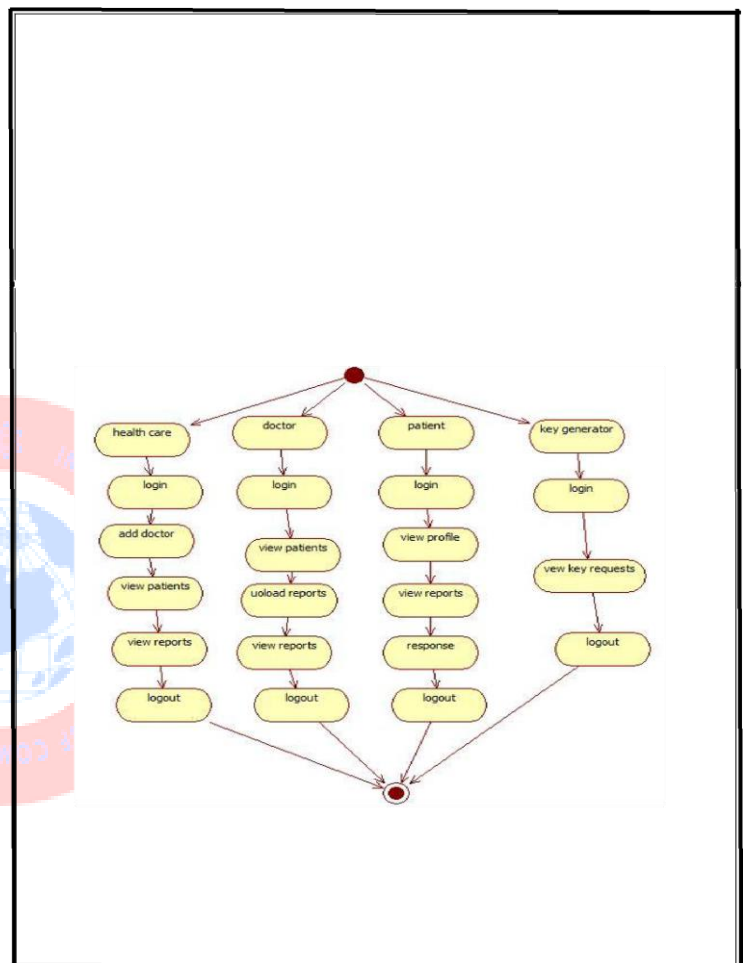 health care
login
add doctor
view patients
view reports
logout
doctor
login
view patients
uoload reports
view reports
logout
patient
login
view profile
view reports
response
logout
key generator
login
vew key requests
logout